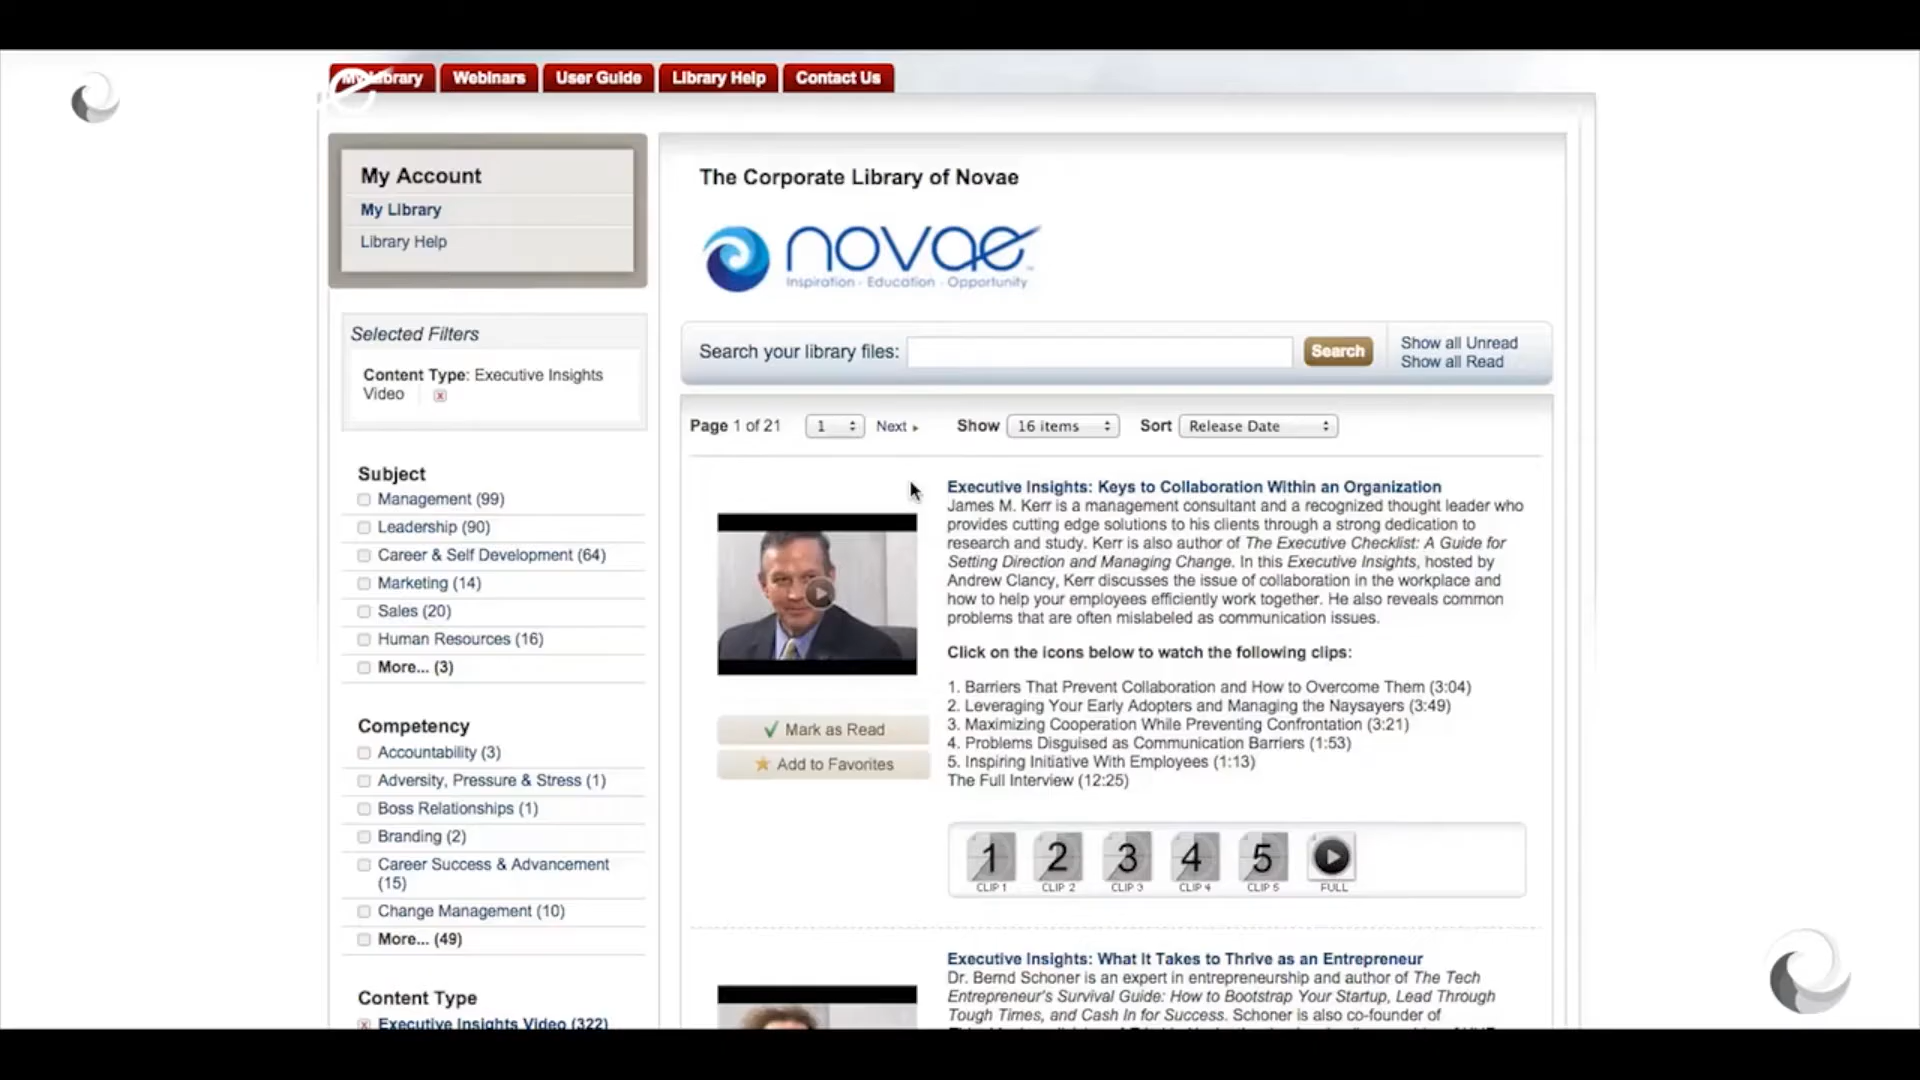 My Library
Webinars
User Guide
Library Help
Contact Us
My Account
My Library
Library Help
Selected Filters
Content Type: Executive Insights
Video
Subject
Management (99)
Leadership (90)
Career & Self Development (64)
Marketing (14)
Sales (20)
Human Resources (16)
More... (3)
Competency
Accountability (3)
Adversity, Pressure & Stress (1)
Boss Relationships (1)
Branding (2)
Career Success & Advancement
(15)
Change Management (10)
More... (49)
Content Type
Executive Insights Video (322)
The Corporate Library of Novae
novae
Inspiration - Education - Opportunity
Search your library files:
Search
Show all Unread
Show all Read
Page 1 of 21
1
Next
Show
16 items
Sort
Release Date
Executive Insights: Keys to Collaboration Within an Organization
James M. Kerr is a management consultant and a recognized thought leader who
provides cutting edge solutions to his clients through a strong dedication to
research and study. Kerr is also author of The Executive Checklist: A Guide for
Setting Direction and Managing Change. In this Executive Insights, hosted by
Andrew Clancy, Kerr discusses the issue of collaboration in the workplace and
how to help your employees efficiently work together. He also reveals common
problems that are often mislabeled as communication issues.
Click on the icons below to watch the following clips:
1. Barriers That Prevent Collaboration and How to Overcome Them (3:04)
2. Leveraging Your Early Adopters and Managing the Naysayers (3:49)
3. Maximizing Cooperation While Preventing Confrontation (3:21)
4. Problems Disguised as Communication Barriers (1:53)
5. Inspiring Initiative With Employees (1:13)
The Full Interview (12:25)
Mark as Read
Add to Favorites
1 2 3 4 5
CLIP 1 CLIP 2 CLIP 3 CLIP 4 CLIP 5 FULL
Executive Insights: What It Takes to Thrive as an Entrepreneur
Dr. Bernd Schoner is an expert in entrepreneurship and author of The Tech
Entrepreneur's Survival Guide: How to Bootstrap Your Startup, Lead Through
Tough Times, and Cash In for Success. Schoner is also co-founder of